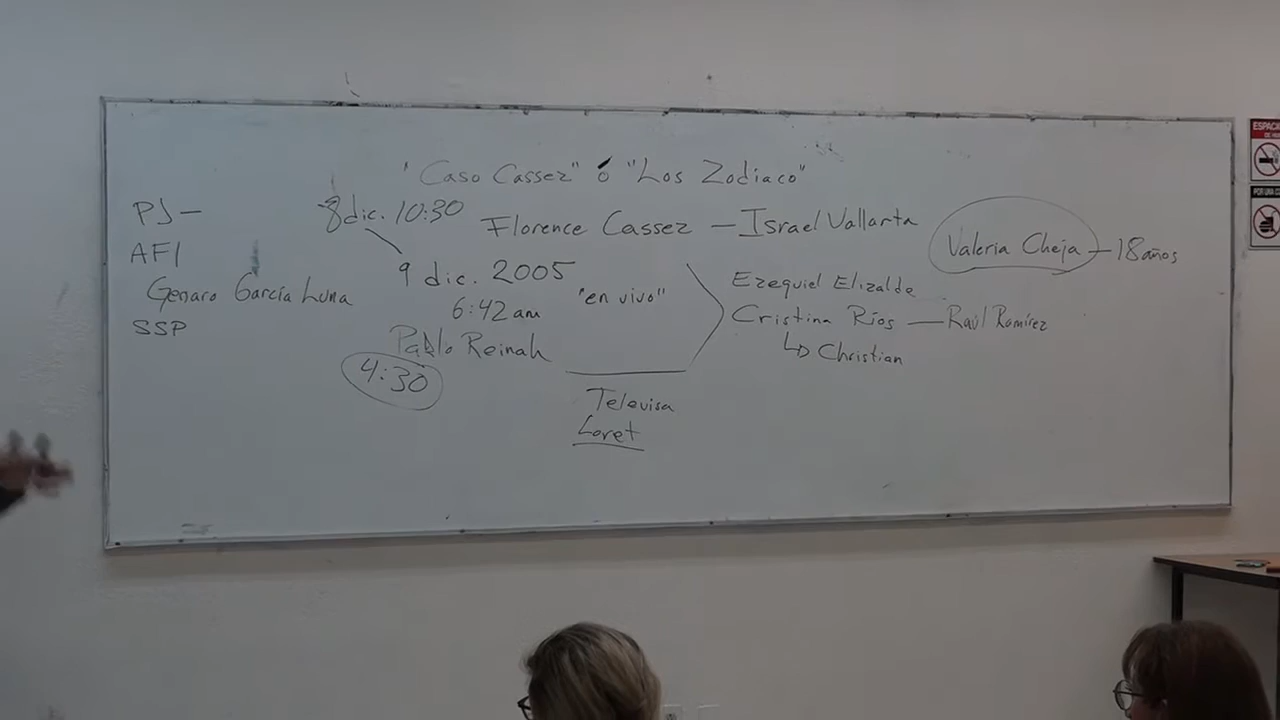 "Caso Cassez" ó "Los Zodiaco"
PJ—
AFI
Genaro García Luna
SSP
8 dic. 10:30
9 dic. 2005
6:42 am
"en vivo"
Pablo Reinah
4:30
Florence Cassez — Israel Vallarta
Ezequiel Elizalde
Cristina Ríos — Raúl Ramírez
Christian
Valeria Cheja — 18 años
Televisa
Loret